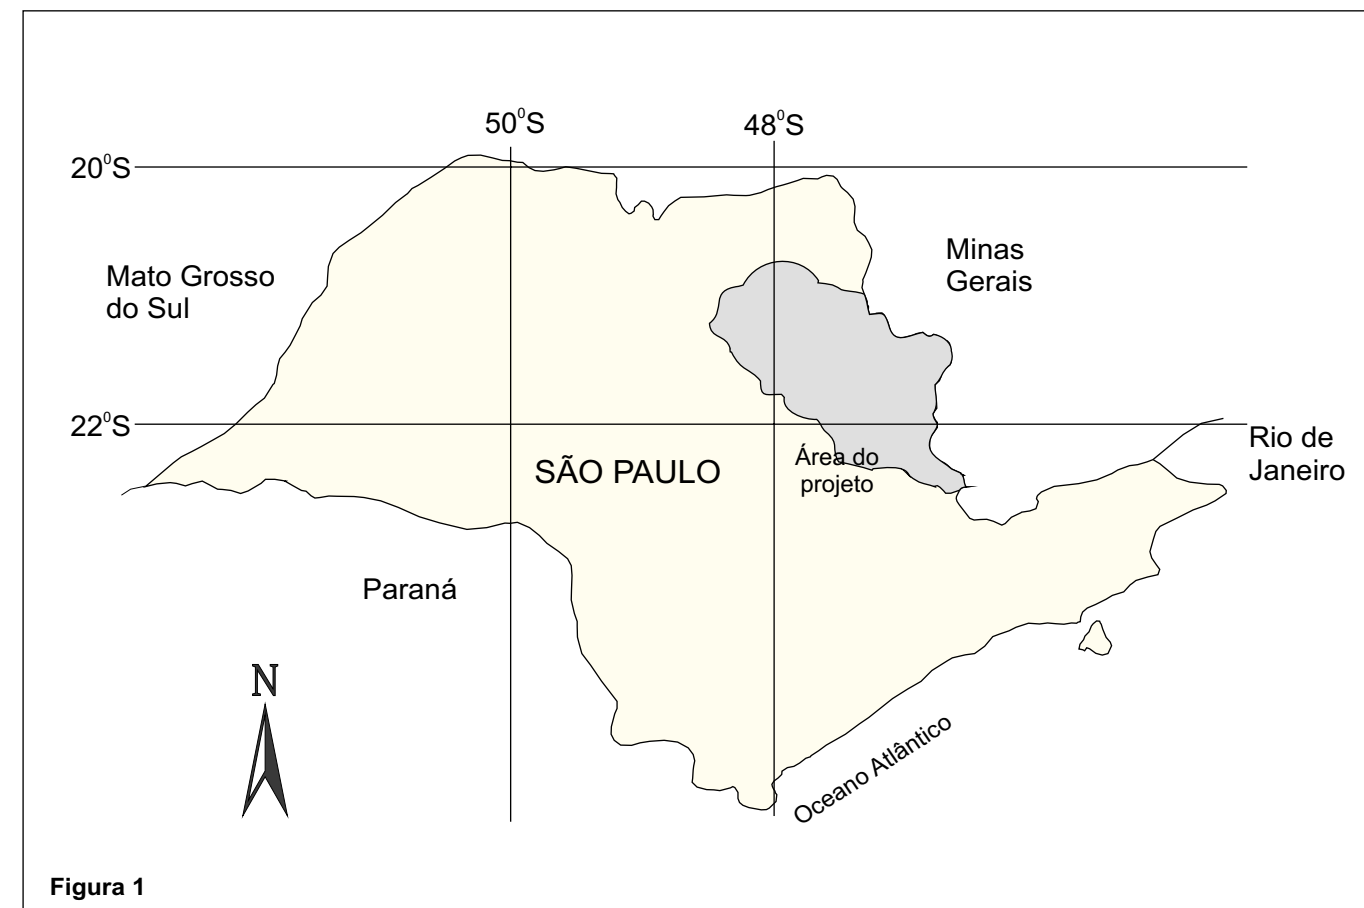 50⁰S
48⁰S
20⁰S
Minas
Gerais
Mato Grosso
do Sul
22⁰S
Rio de
Janeiro
SÃO PAULO
Área do
projeto
Paraná
N
Oceano Atlântico
Figura 1